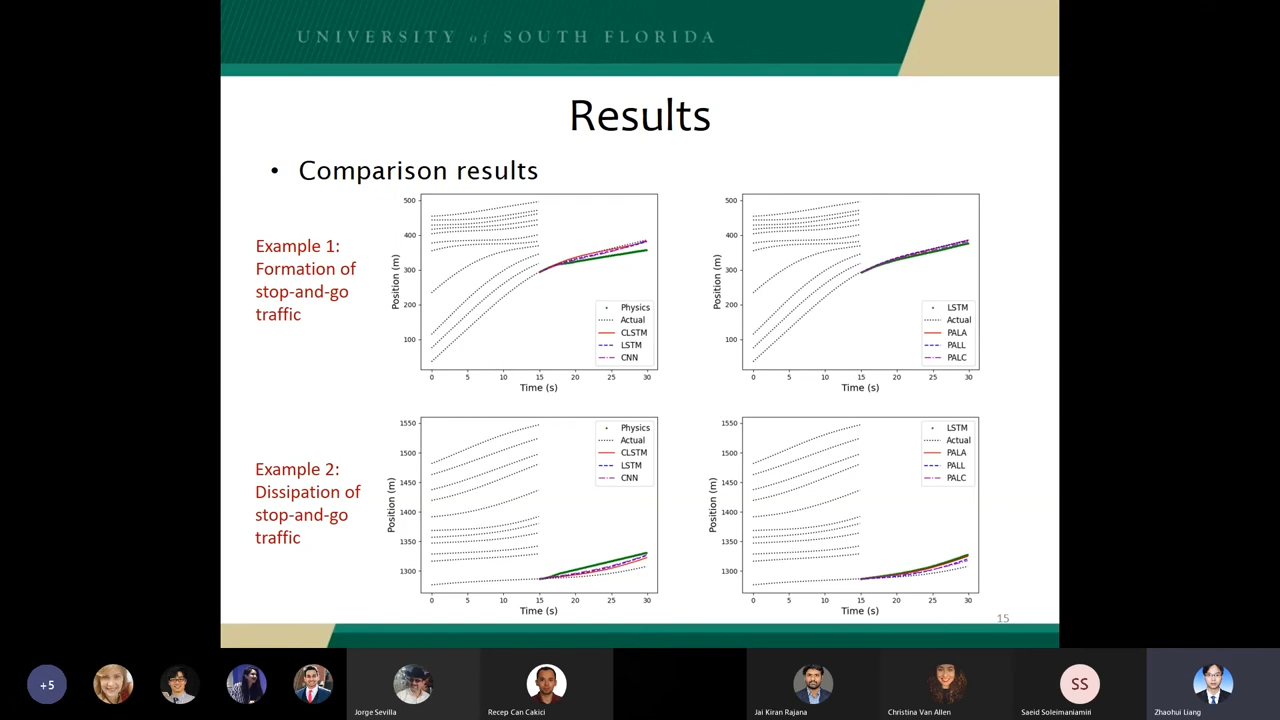 UNIVERSITY of SOUTH FLORIDA
Results
• Comparison results
Example 1:
Formation of
stop-and-go
traffic
500
400
300
200
100
Position (m)
0 5 10 15 20 25 30
Time (s)
Physics
Actual
CLSTM
LSTM
CNN
500
400
300
200
100
Position (m)
0 5 10 15 20 25 30
Time (s)
LSTM
Actual
PALA
PALL
PALC
Example 2:
Dissipation of
stop-and-go
traffic
1550
1500
1450
1400
1350
1300
Position (m)
0 5 10 15 20 25 30
Time (s)
Physics
Actual
CLSTM
LSTM
CNN
1550
1500
1450
1400
1350
1300
Position (m)
0 5 10 15 20 25 30
Time (s)
LSTM
Actual
PALA
PALL
PALC
15
+5
Jorge Sevilla
Recep Can Cakici
Jai Kiran Rajana
Christina Van Allen
SS
Saeid Soleimaniamiri
Zhaohui Liang